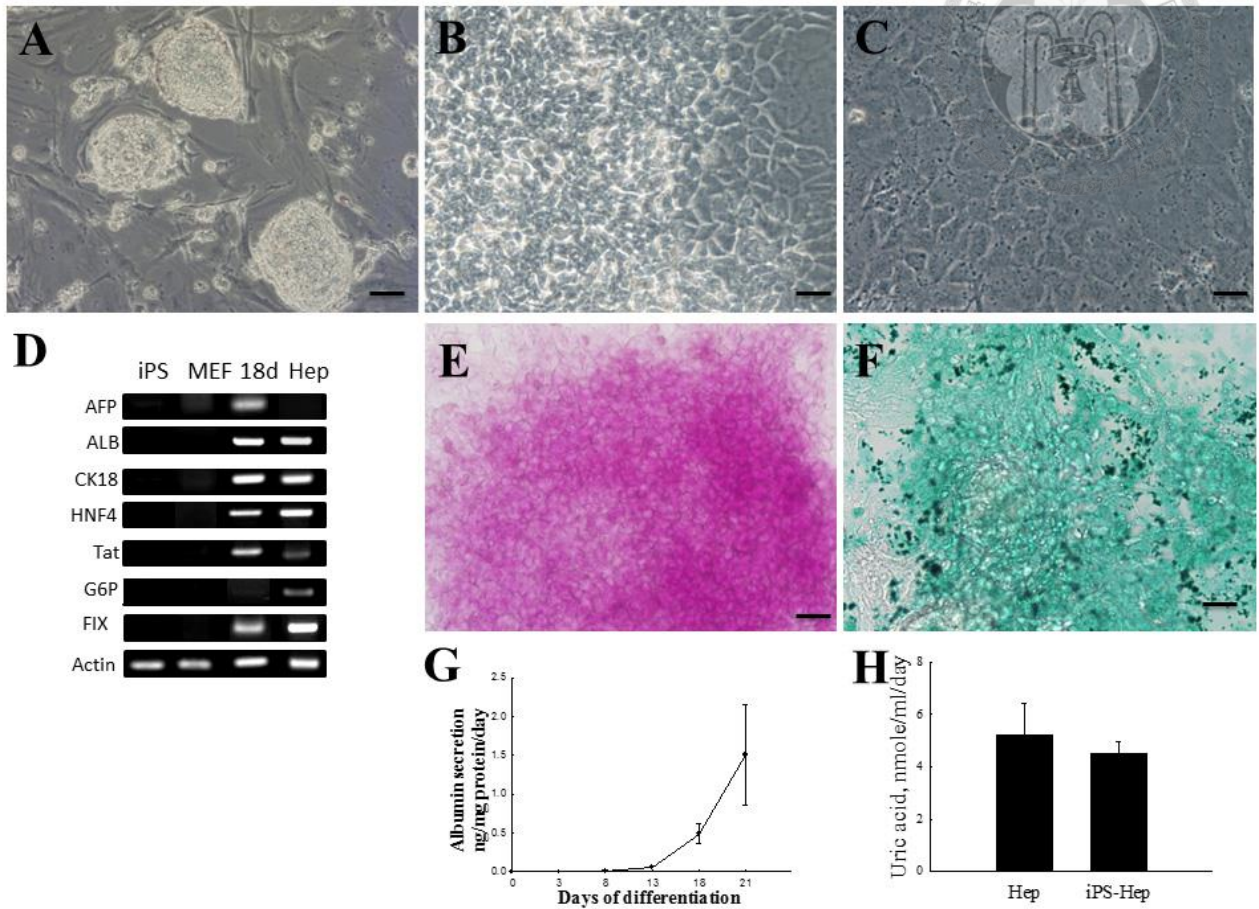 A
B
C
D
iPS MEF 18d Hep
AFP
ALB
CK18
HNF4
Tat
G6P
FIX
Actin
E
F
G
Albumin secretion
ng/mg protein/day
2.5
2.0
1.5
1.0
0.5
0.0
0 3 8 13 18 21
Days of differentiation
H
Uric acid, nmole/ml/day
8
6
4
2
0
Hep iPS-Hep